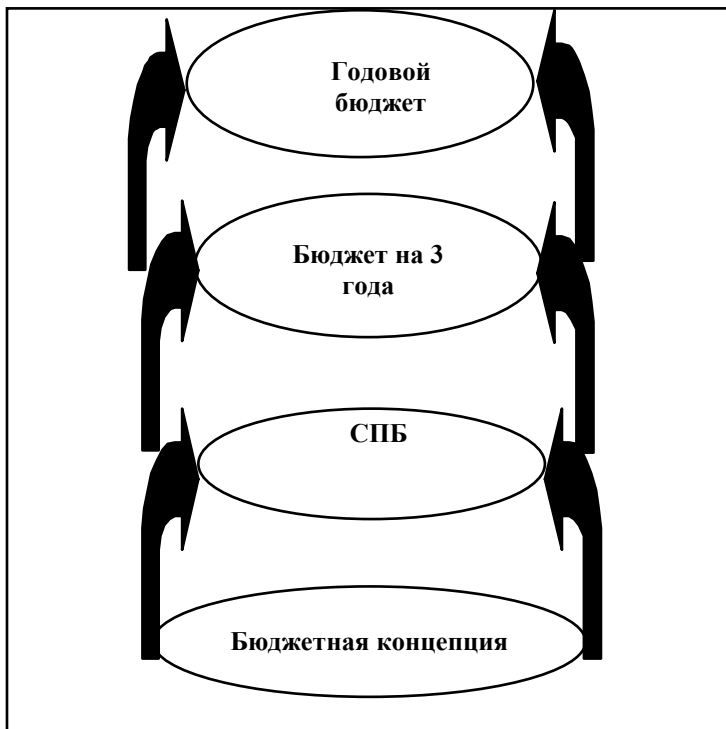 Годовой
бюджет
Бюджет на 3
года
СПБ
Бюджетная концепция